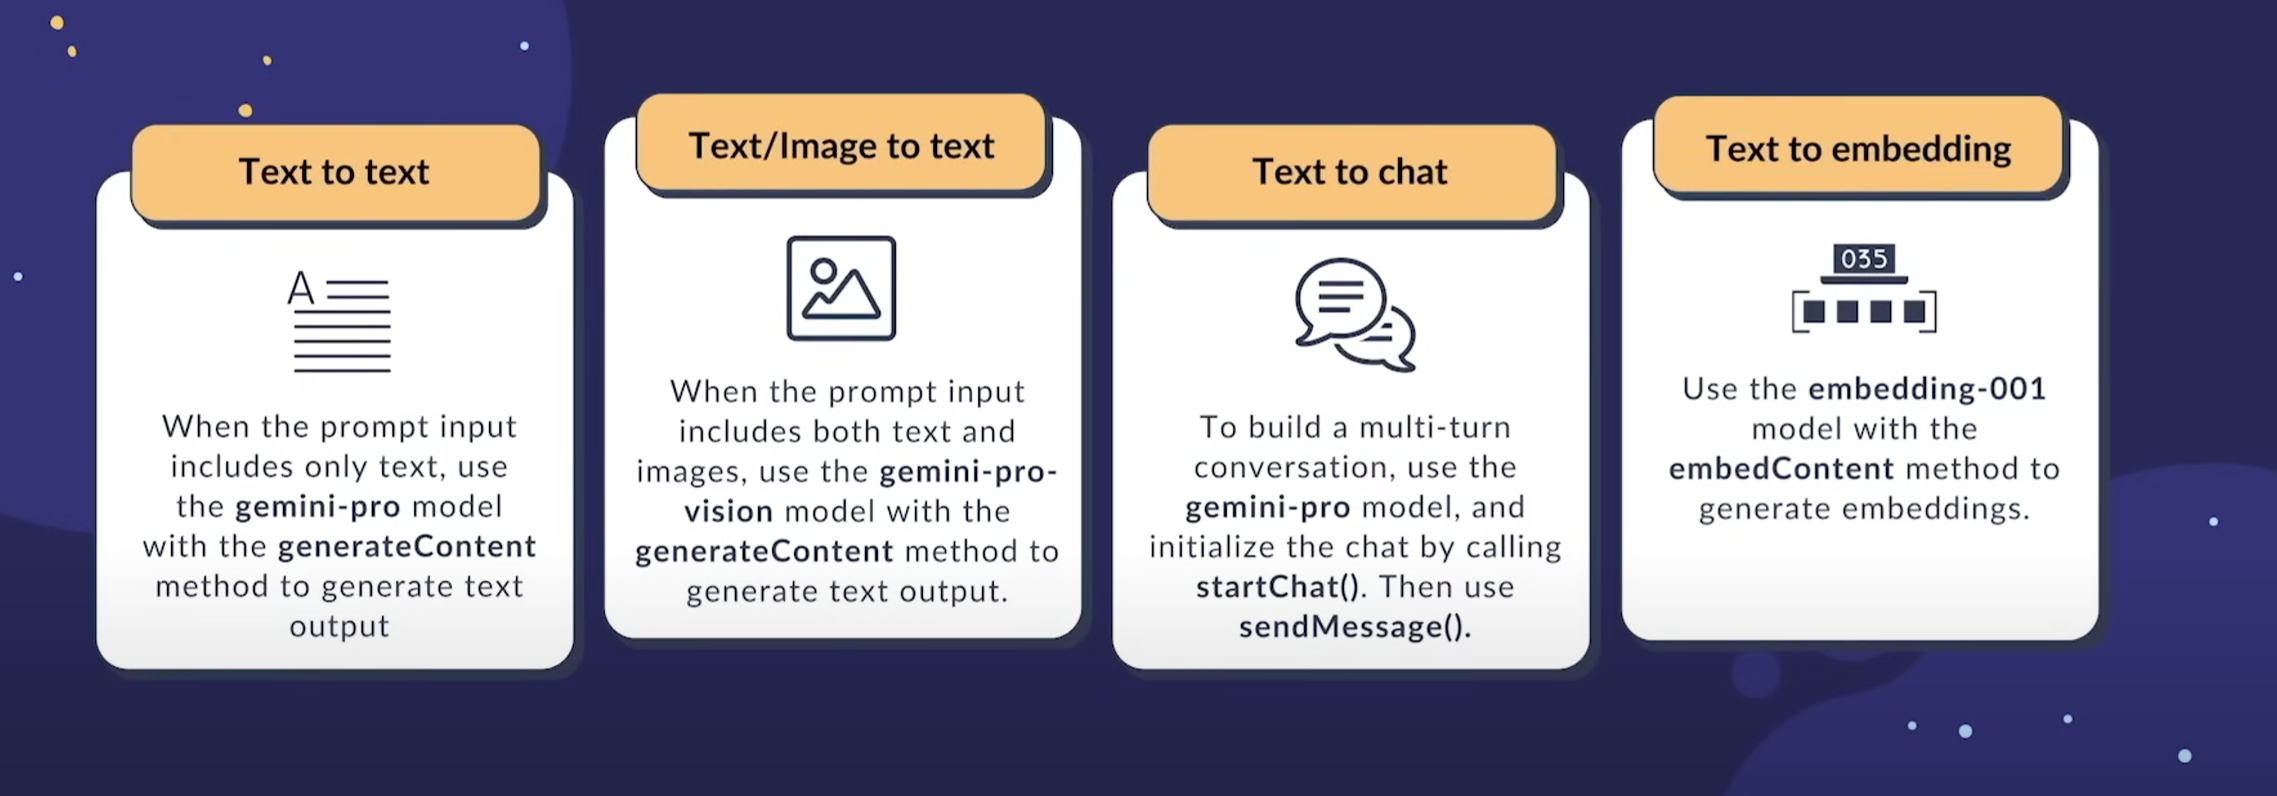 Text to text
A
When the prompt input
includes only text, use
the gemini-pro model
with the generateContent
method to generate text
output
Text/Image to text
When the prompt input
includes both text and
images, use the gemini-pro-
vision model with the
generateContent method to
generate text output.
Text to chat
To build a multi-turn
conversation, use the
gemini-pro model, and
initialize the chat by calling
startChat(). Then use
sendMessage().
Text to embedding
035
Use the embedding-001
model with the
embedContent method to
generate embeddings.